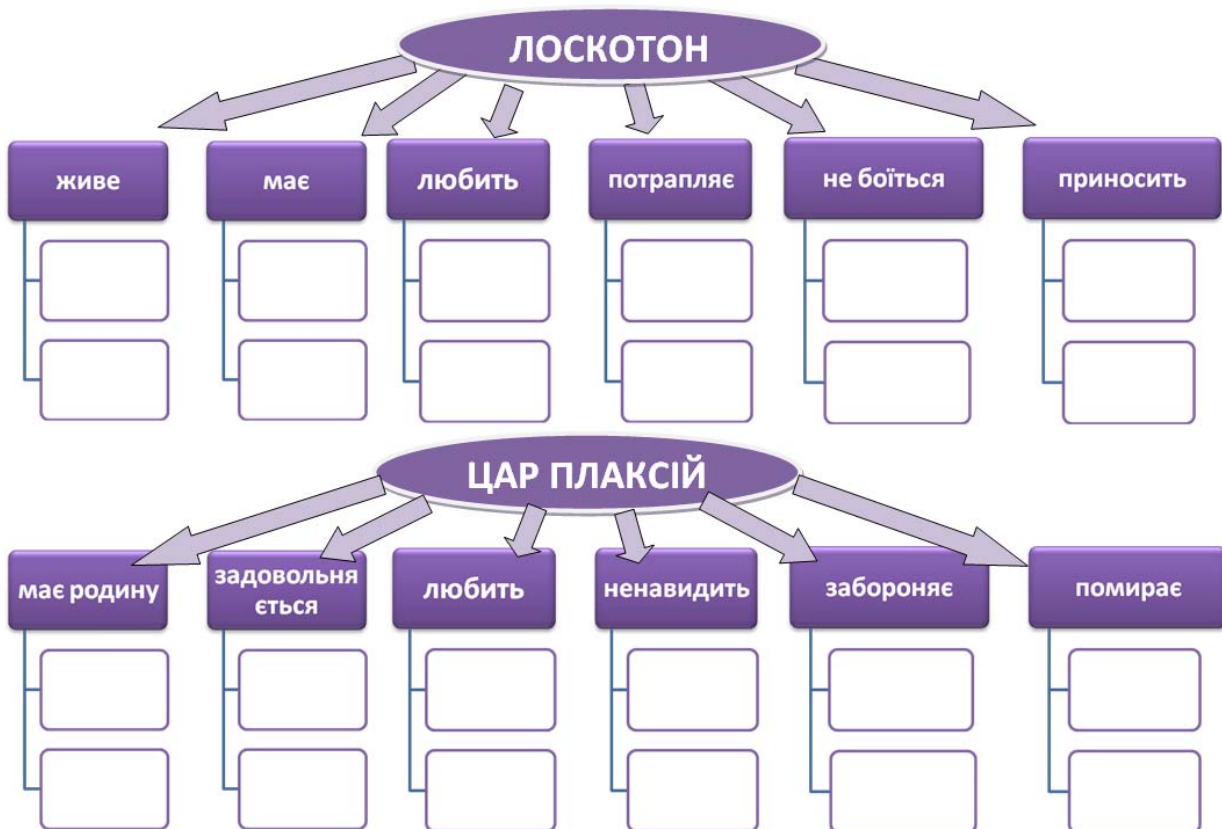 ЛОСКОТОН
живе
має
любить
потрапляє
не боїться
приносить
ЦАР ПЛАКСІЙ
має родину
задовольня
ється
любить
ненавидить
забороняє
помирає